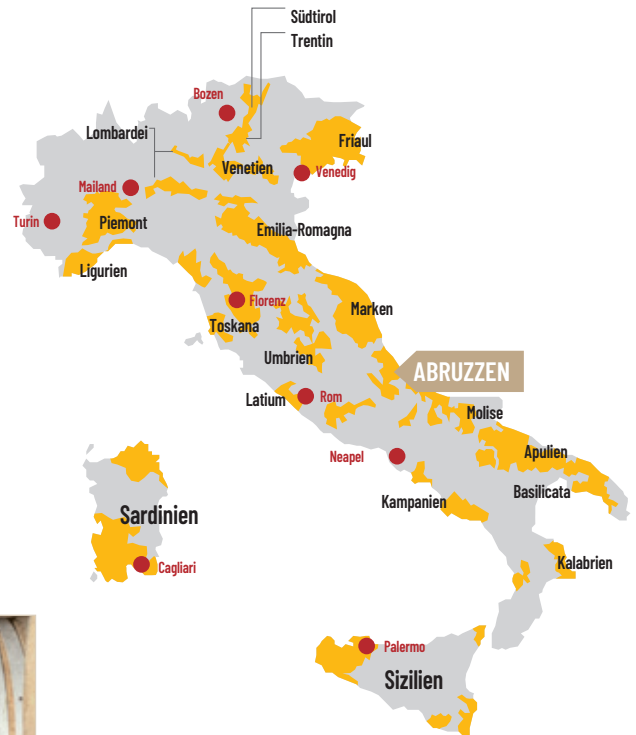 Südtirol
Trentin
Bozen
Lombardei
Friaul
Venetien
Venedig
Mailand
Turin
Piemont
Emilia-Romagna
Ligurien
Florenz
Marken
Toskana
Umbrien
ABRUZZEN
Latium
Rom
Molise
Neapel
Apulien
Basilicata
Kampanien
Sardinien
Kalabrien
Cagliari
Palermo
Sizilien